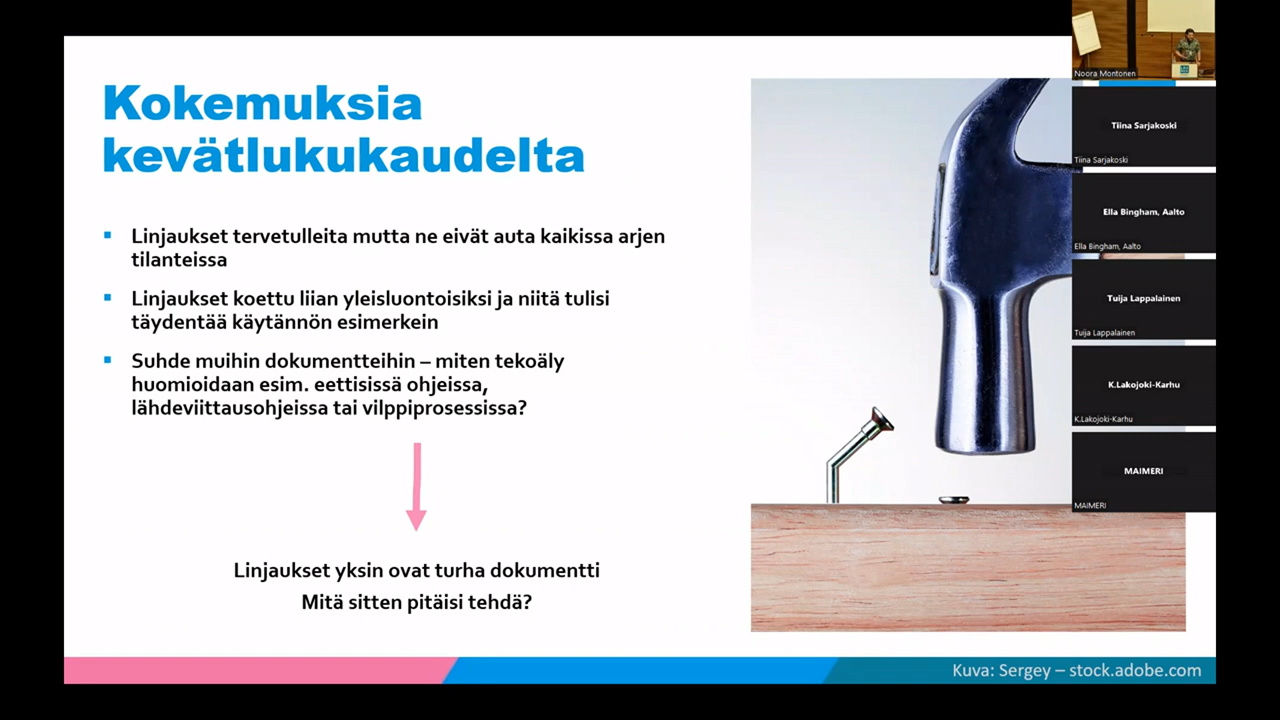 Kokemuksia
kevätlukukaudelta
Linjaukset tervetulleita mutta ne eivät auta kaikissa arjen
tilanteissa
Linjaukset koettu liian yleisluontoisiksi ja niitä tulisi
täydentää käytännön esimerkein
Suhde muihin dokumentteihin – miten tekoäly
huomioidaan esim. eettisissä ohjeissa,
lähdeviittausohjeissa tai vilppiprosessissa?
Linjaukset yksin ovat turha dokumentti
Mitä sitten pitäisi tehdä?
Kuva: Sergey – stock.adobe.com
Noora Montonen
Tiina Sarjakoski
Tiina Sarjakoski
Ella Bingham, Aalto
Ella Bingham, Aalto
Tuija Lappalainen
Tuija Lappalainen
K.Lakojoki-Karhu
K.Lakojoki-Karhu
MAIMERI
MAIMERI